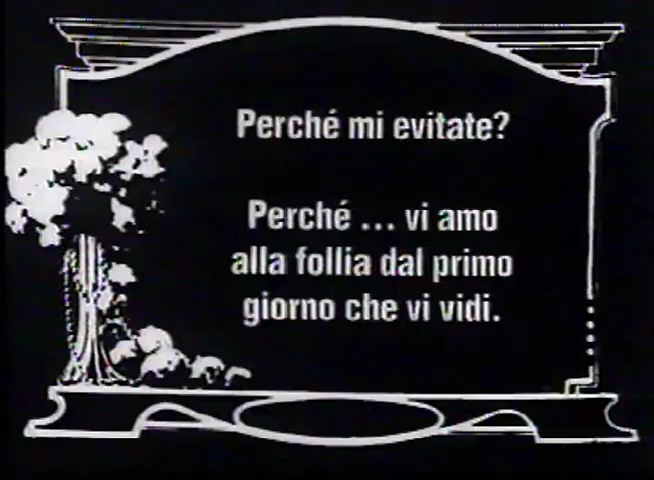 Perché mi evitate?
Perché ... vi amo
alla follia dal primo
giorno che vi vidi.